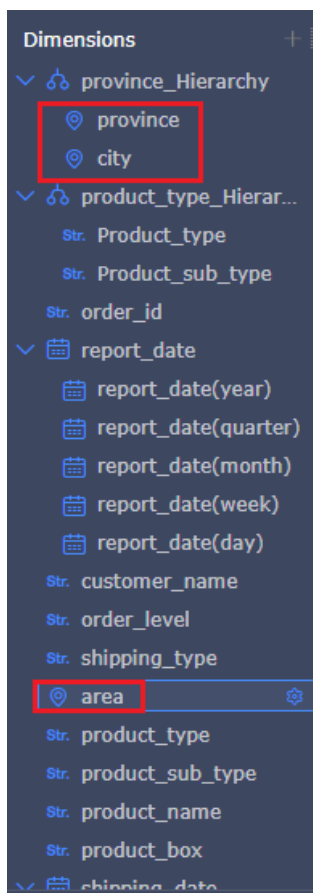 Dimensions
province_Hierarchy
province
city
product_type_Hierar...
Str. Product_type
Str. Product_sub_type
Str. order_id
report_date
report_date(year)
report_date(quarter)
report_date(month)
report_date(week)
report_date(day)
Str. customer_name
Str. order_level
Str. shipping_type
area
Str. product_type
Str. product_sub_type
Str. product_name
Str. product_box
shipping_date